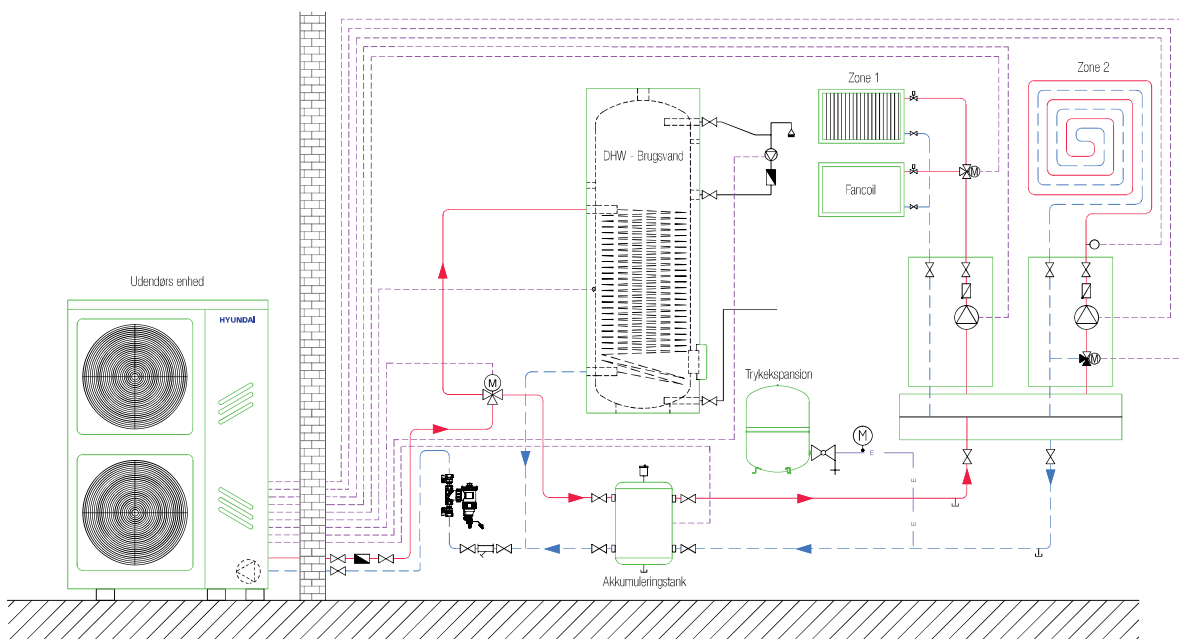 Zone 1
Zone 2
DHW - Brugsvand
Fancoil
M
Udendørs enhed
HYUNDAI
M
M
Trykekspansion
M
E
E
E
Akkumuleringstank